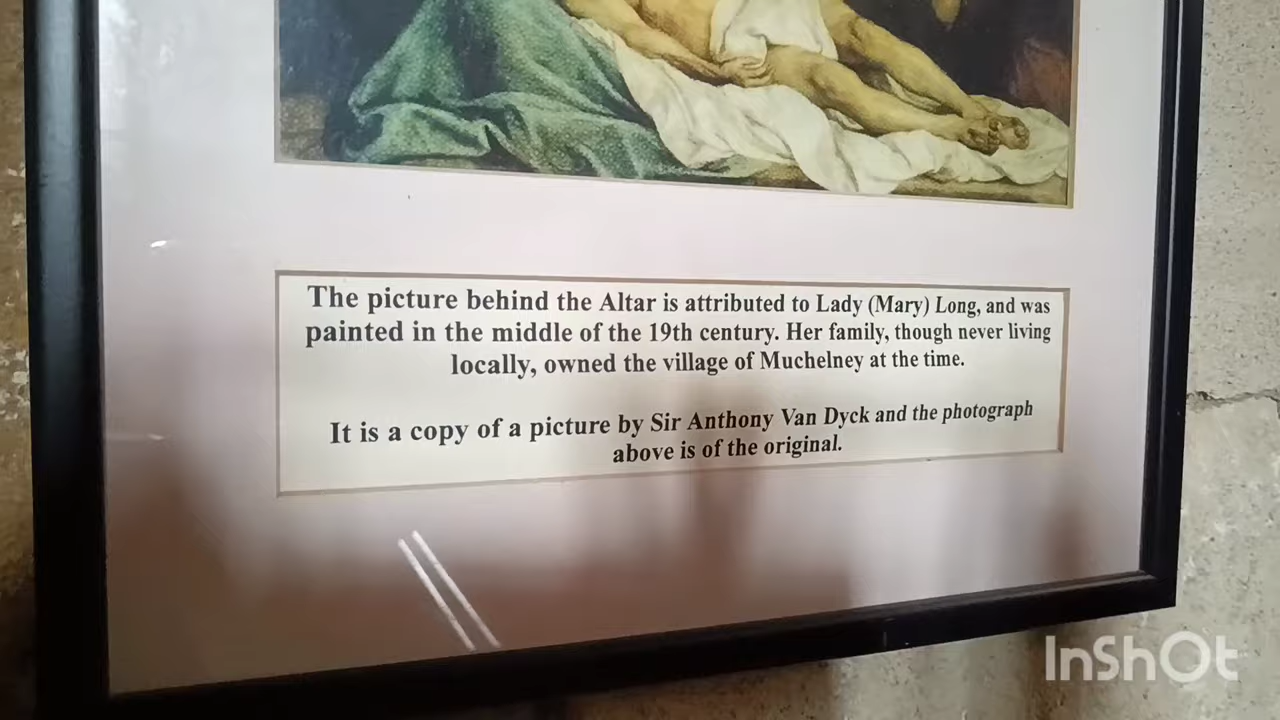 The picture behind the Altar is attributed to Lady (Mary) Long, and was
painted in the middle of the 19th century. Her family, though never living
locally, owned the village of Muchelney at the time.
It is a copy of a picture by Sir Anthony Van Dyck and the photograph
above is of the original.
InShOt